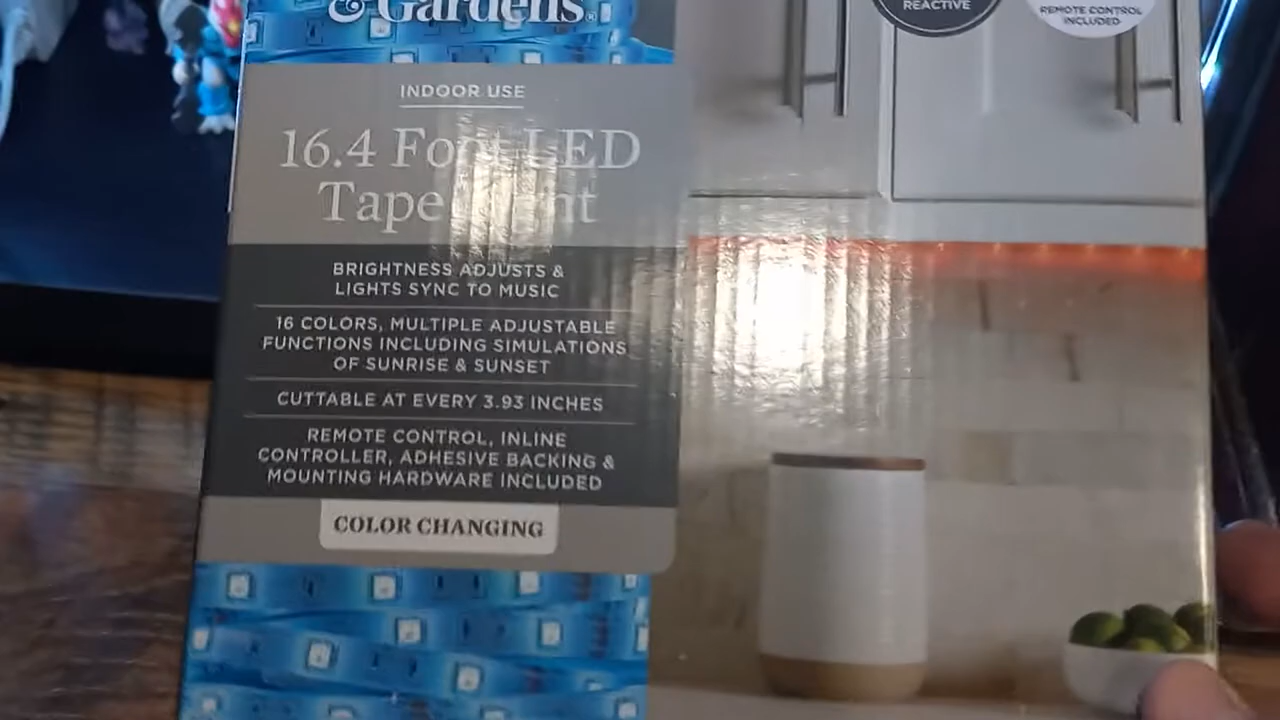 & Gardens®
REACTIVE
REMOTE CONTROL
INCLUDED
INDOOR USE
16.4 Foot LED
Tape Light
BRIGHTNESS ADJUSTS &
LIGHTS SYNC TO MUSIC
16 COLORS, MULTIPLE ADJUSTABLE
FUNCTIONS INCLUDING SIMULATIONS
OF SUNRISE & SUNSET
CUTTABLE AT EVERY 3.93 INCHES
REMOTE CONTROL, INLINE
CONTROLLER, ADHESIVE BACKING &
MOUNTING HARDWARE INCLUDED
COLOR CHANGING